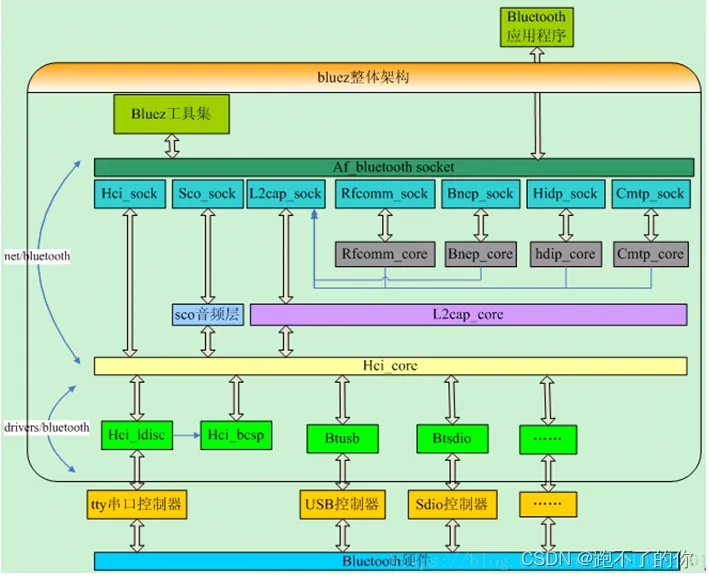 Bluetooth
应用程序
bluez整体架构
Bluez工具集
Af_bluetooth socket
Hci_sock Sco_sock L2cap_sock Rfcomm_sock Bnep_sock Hidp_sock Cmtp_sock
net/bluetooth
Rfcomm_core Bnep_core hdip_core Cmtp_core
sco音频层 L2cap_core
Hci_core
drivers/bluetooth
Hci_ldisc Hci_bcsp Btusb Btsdio ……
tty串口控制器 USB控制器 Sdio控制器 ……
Bluetooth硬件
CSDN @跑不了的你